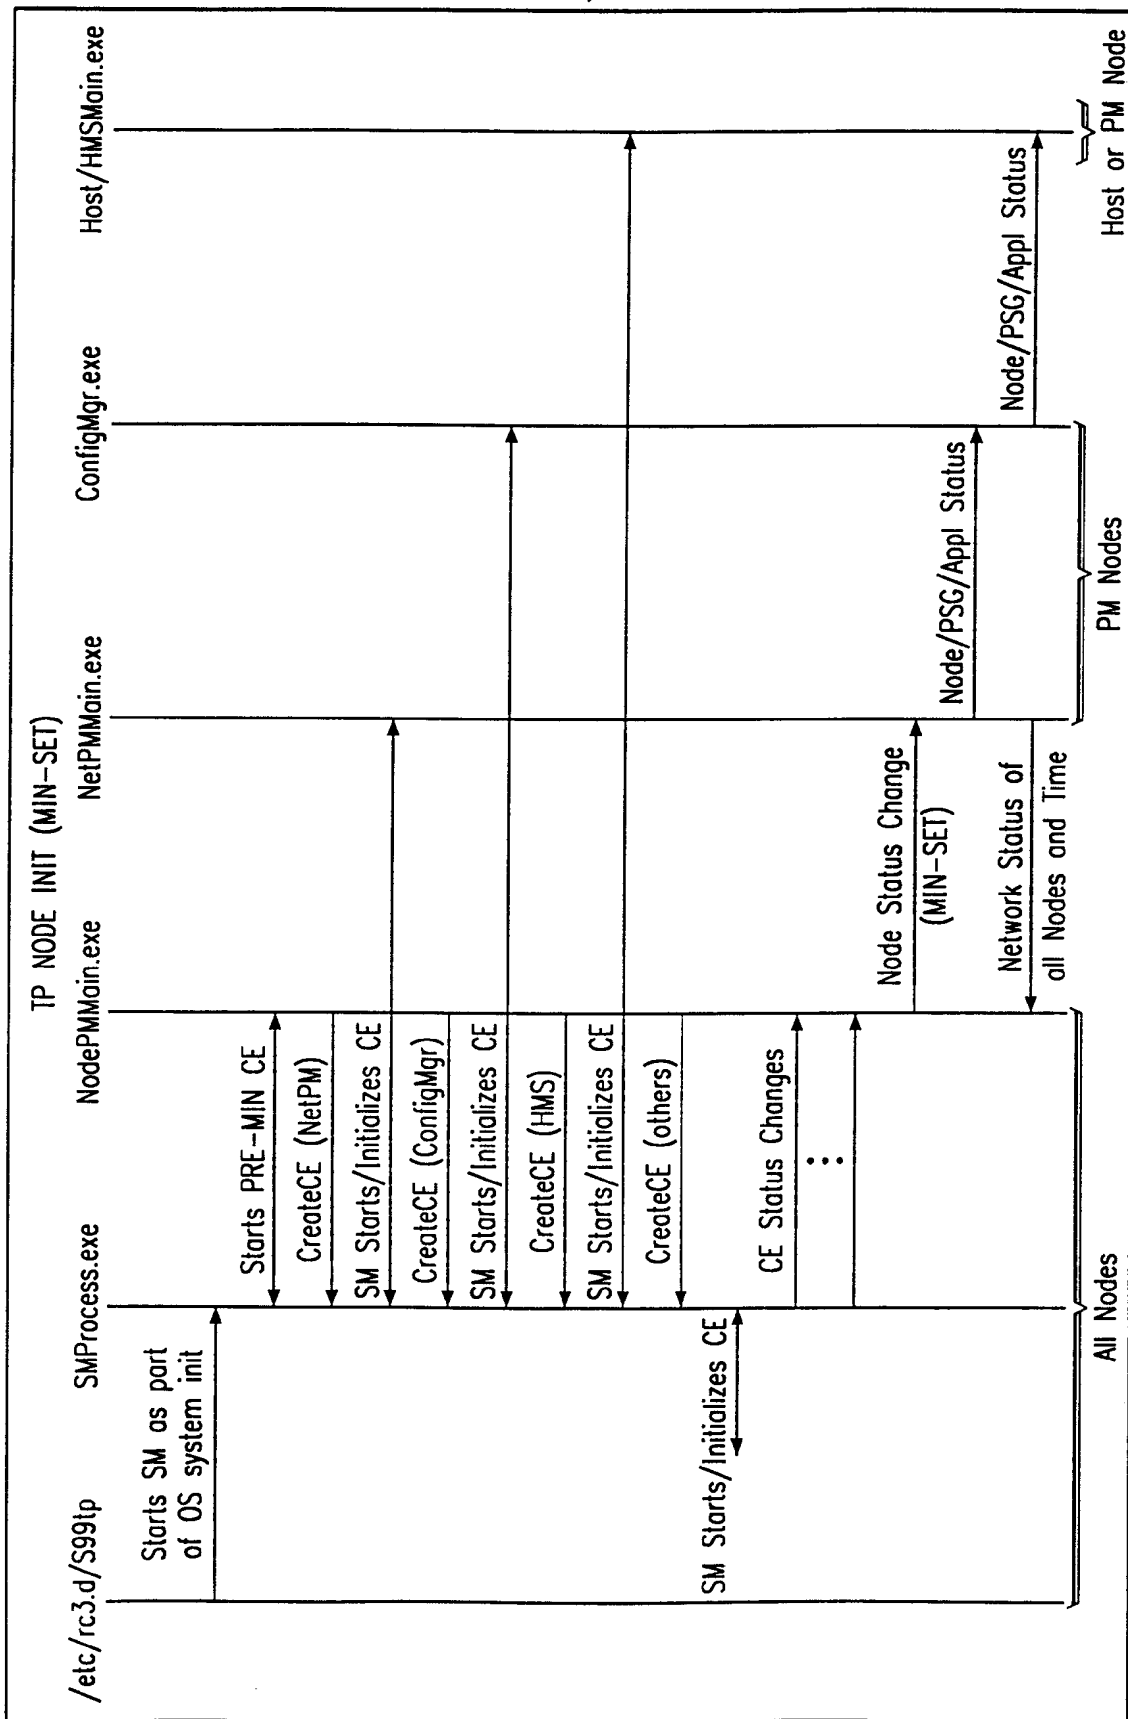 TP NODE INIT (MIN-SET)
/etc/rc3.d/S99tp
SMProcess.exe
NodePMMain.exe
NetPMMain.exe
ConfigMgr.exe
Host/HMSMain.exe
Starts SM as part
of OS system init
Starts PRE-MIN CE
CreateCE (NetPM)
SM Starts/Initializes CE
CreateCE (ConfigMgr)
SM Starts/Initializes CE
CreateCE (HMS)
SM Starts/Initializes CE
CreateCE (others)
SM Starts/Initializes CE
CE Status Changes
...
Node Status Change
(MIN-SET)
Node/PSG/Appl Status
Network Status of
all Nodes and Time
Node/PSG/Appl Status
All Nodes
PM Nodes
Host or PM Node